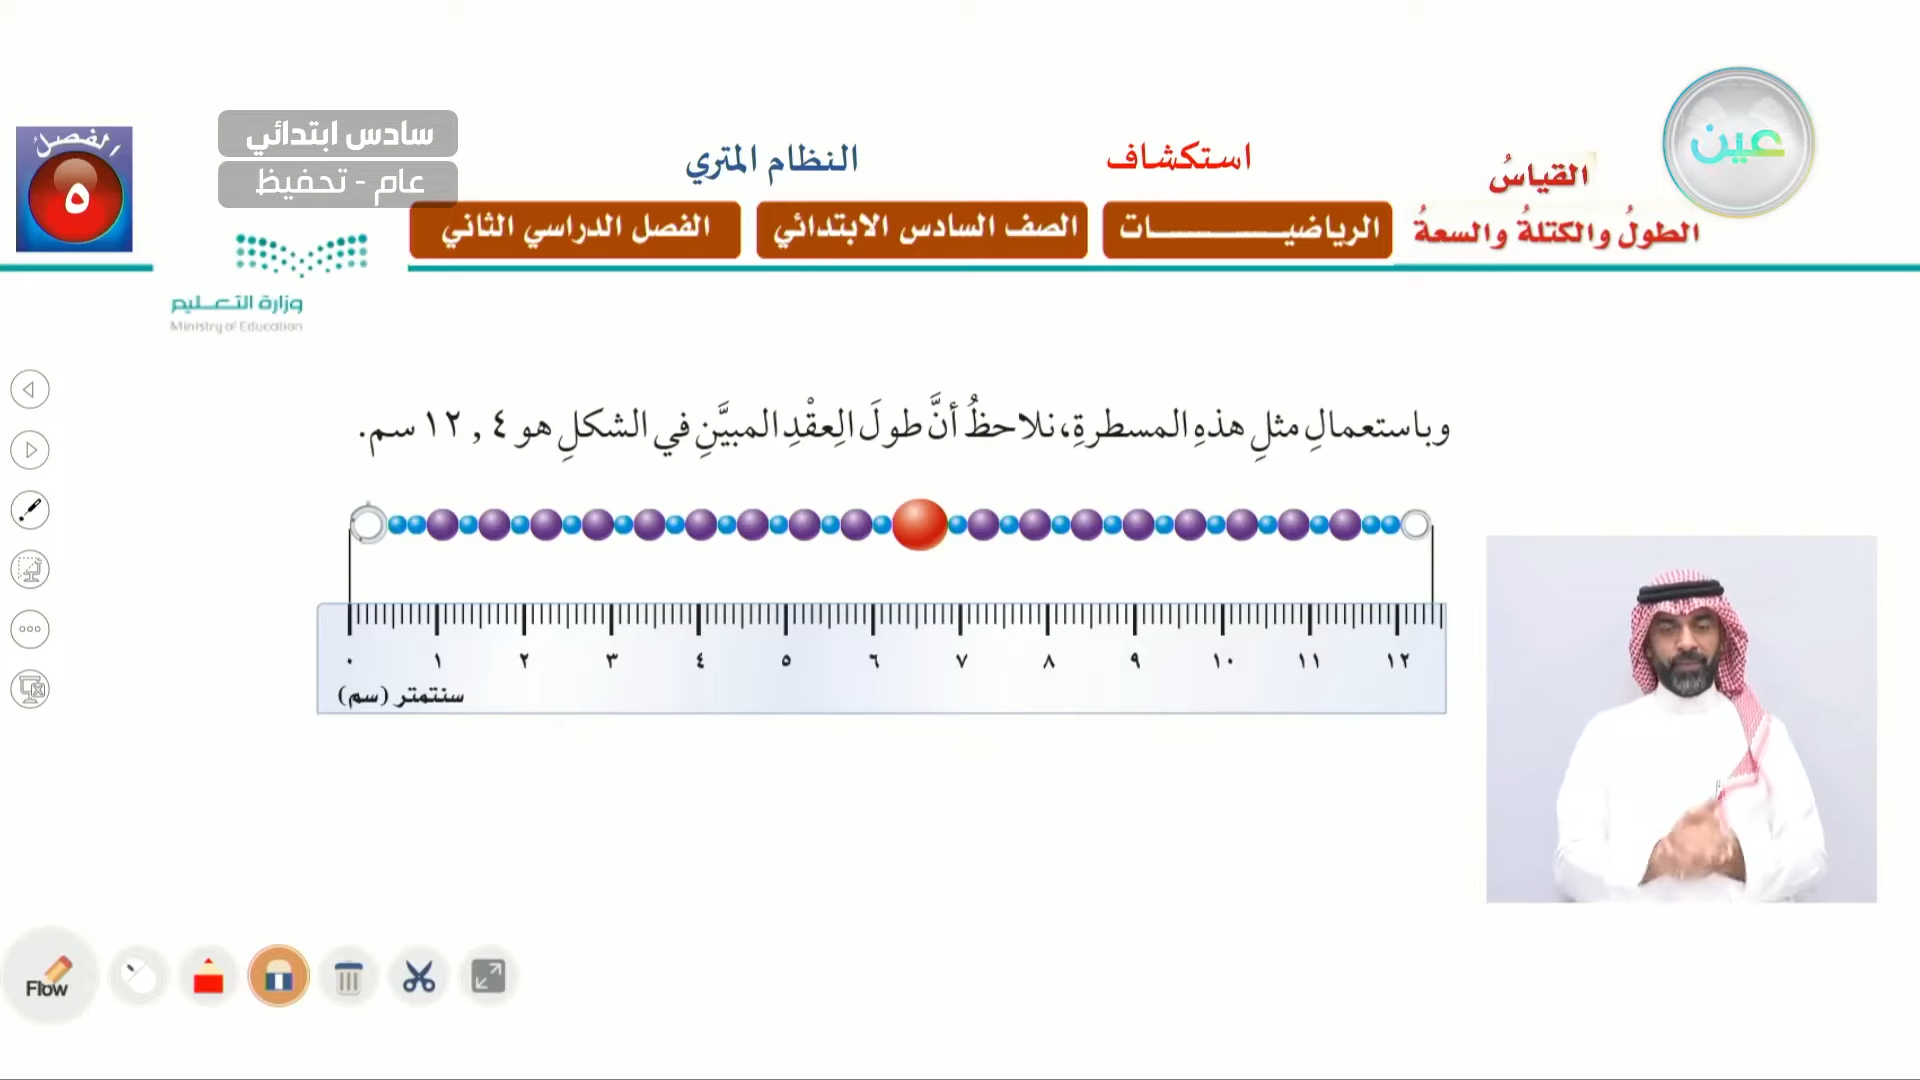 عين
القياسُ
الطولُ والكتلةُ والسعةُ
استكشاف
النظام المتري
الرياضيـــــــــات
الصف السادس الابتدائي
الفصل الدراسي الثاني
سادس ابتدائي
عام - تحفيظ
الفصلُ
٥
وزارة التعـــليم
Ministry of Education
وباستعمالِ مثلِ هذهِ المسطرةِ، نلاحظُ أنَّ طولَ العِقْدِ المبيَّنِ في الشكلِ هو ٤ , ١٢ سم.
٠ ١ ٢ ٣ ٤ ٥ ٦ ٧ ٨ ٩ ١٠ ١١ ١٢
سنتمتر (سم)
Flow